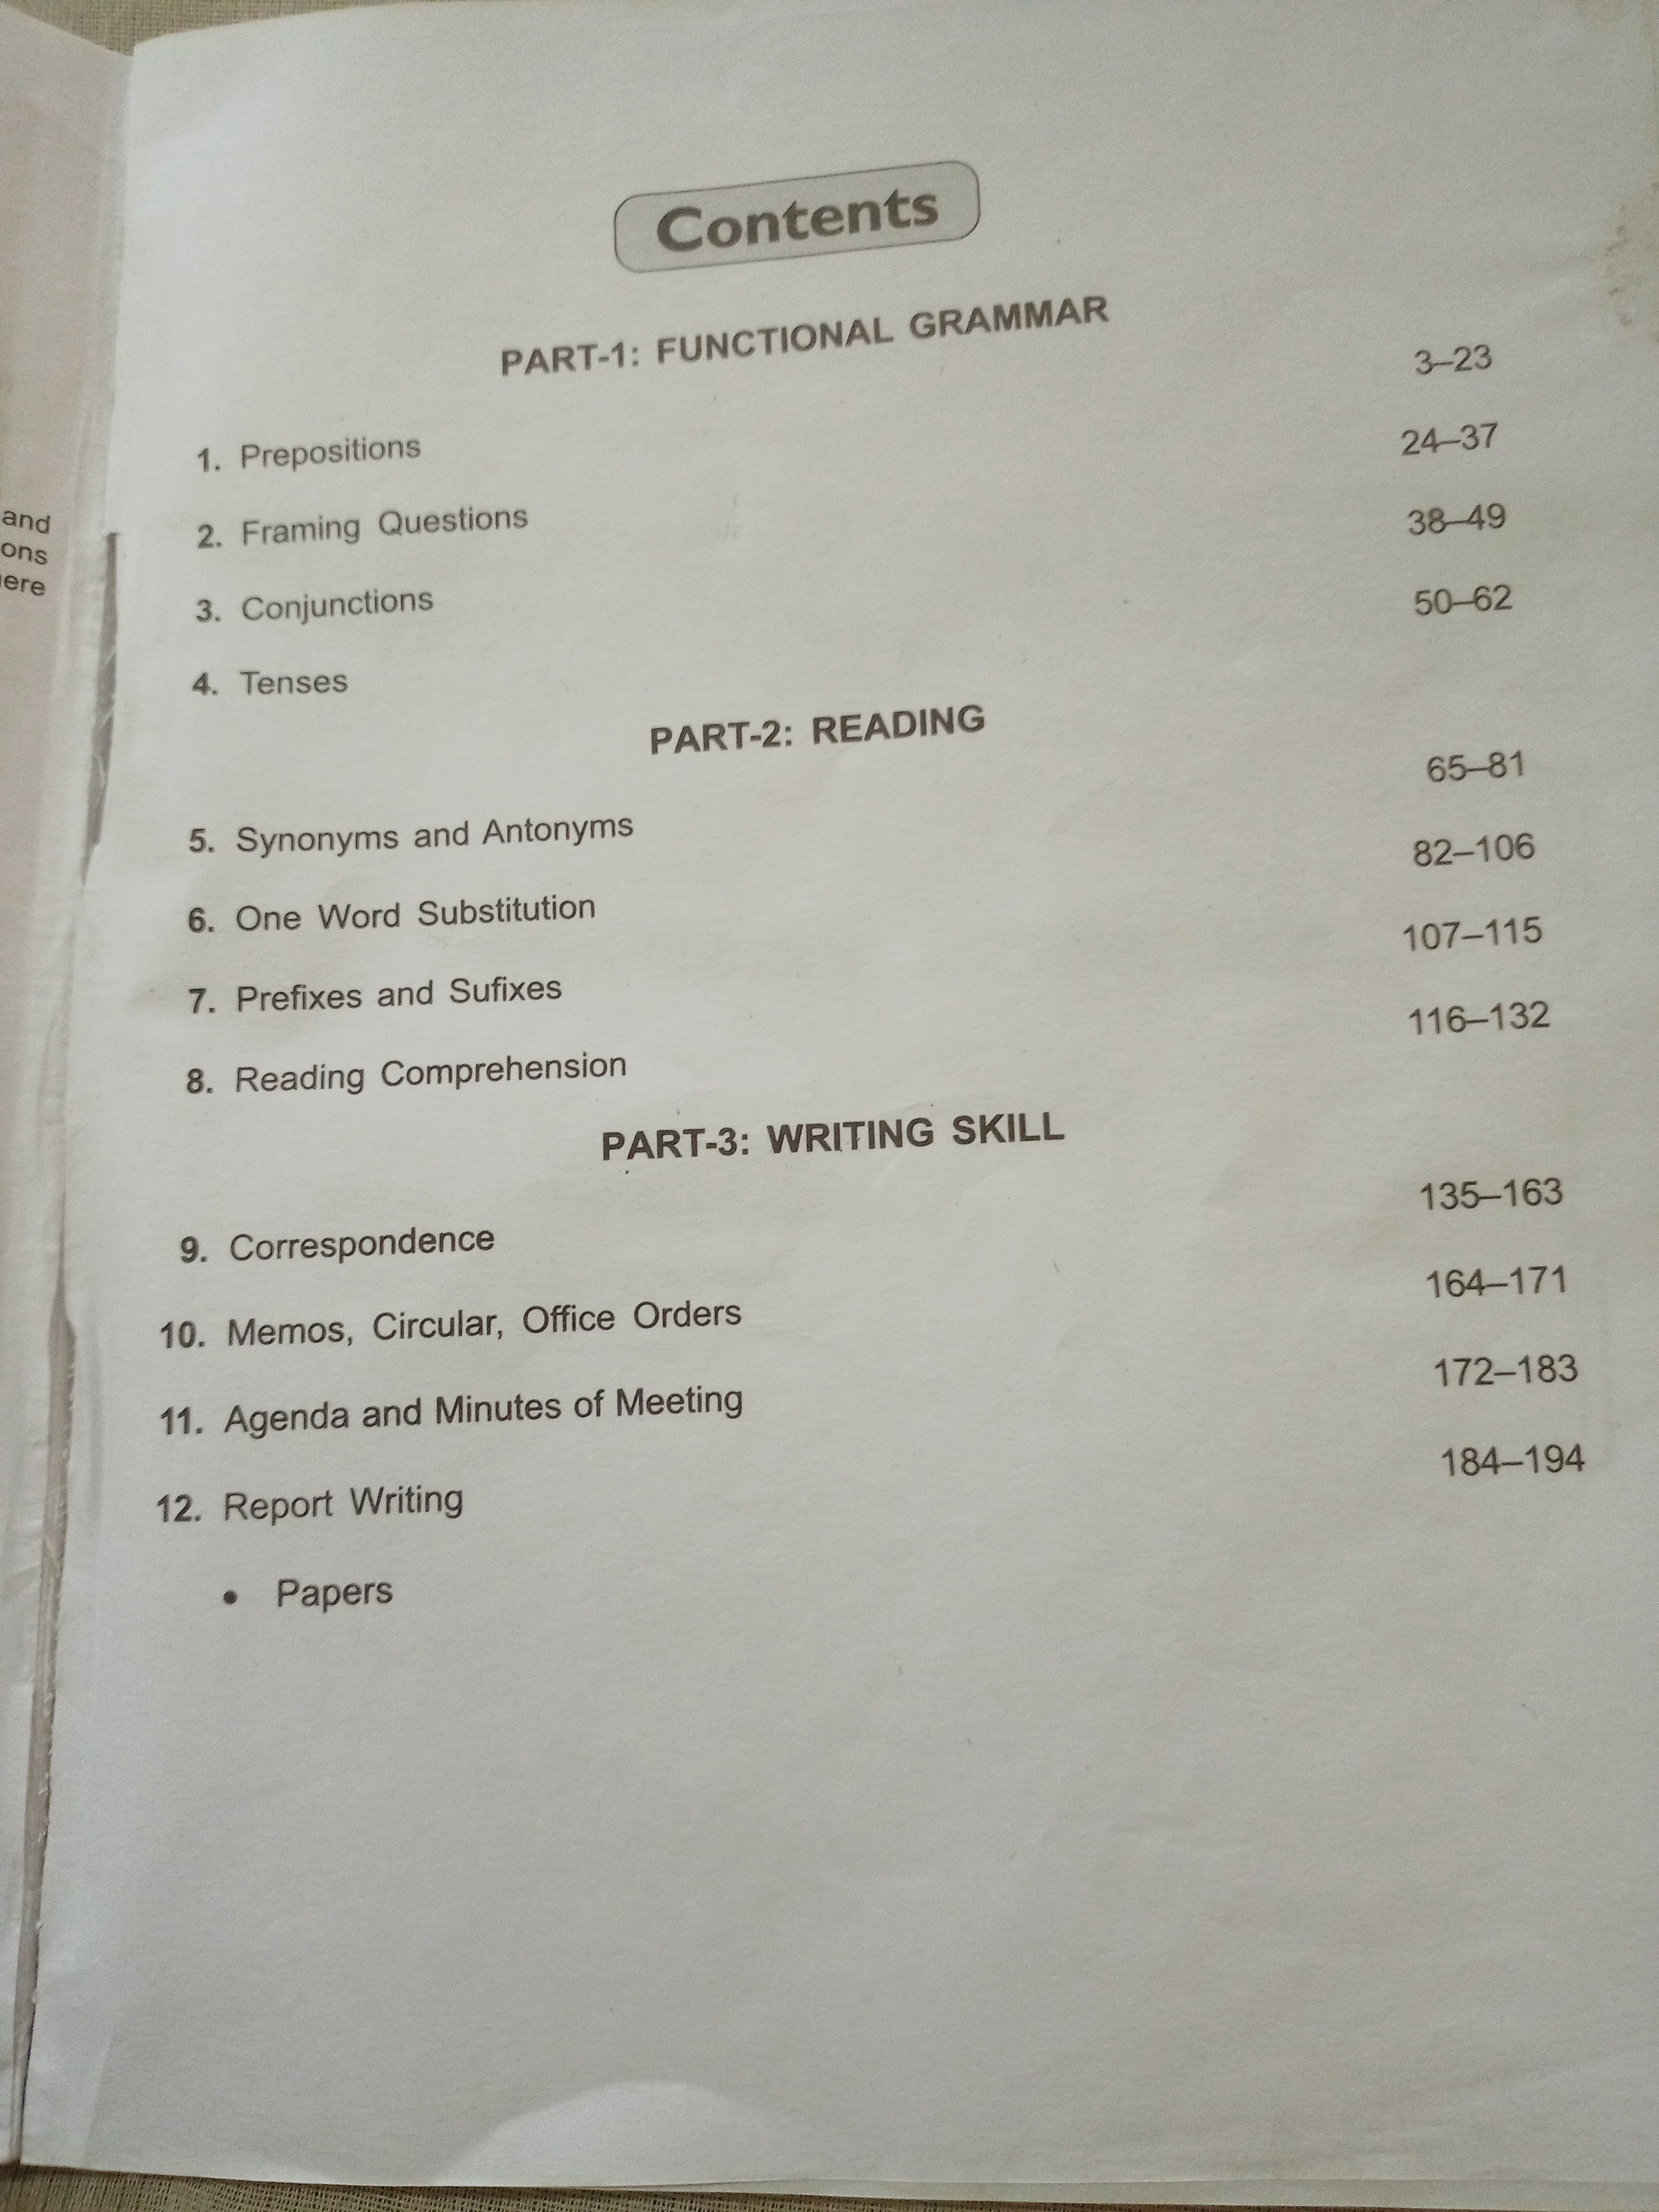 Contents
PART-1: FUNCTIONAL GRAMMAR
1. Prepositions 3–23
2. Framing Questions 24–37
3. Conjunctions 38–49
4. Tenses 50–62
PART-2: READING
5. Synonyms and Antonyms 65–81
6. One Word Substitution 82–106
7. Prefixes and Sufixes 107–115
8. Reading Comprehension 116–132
PART-3: WRITING SKILL
9. Correspondence 135–163
10. Memos, Circular, Office Orders 164–171
11. Agenda and Minutes of Meeting 172–183
12. Report Writing 184–194
• Papers
and